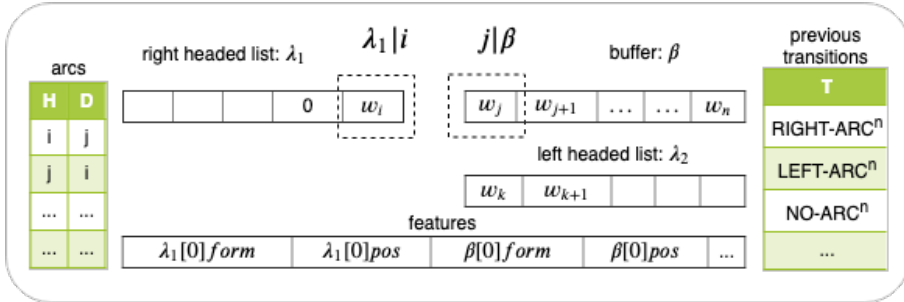 λ₁|i j|β
right headed list: λ₁ buffer: β
previous
transitions
arcs
H D
T
0 wᵢ
wⱼ wⱼ₊₁ … … wₙ
i j
RIGHT-ARCⁿ
left headed list: λ₂
j i
LEFT-ARCⁿ
wₖ wₖ₊₁
... ...
NO-ARCⁿ
features
... ...
λ₁[0]form λ₁[0]pos β[0]form β[0]pos ...
...